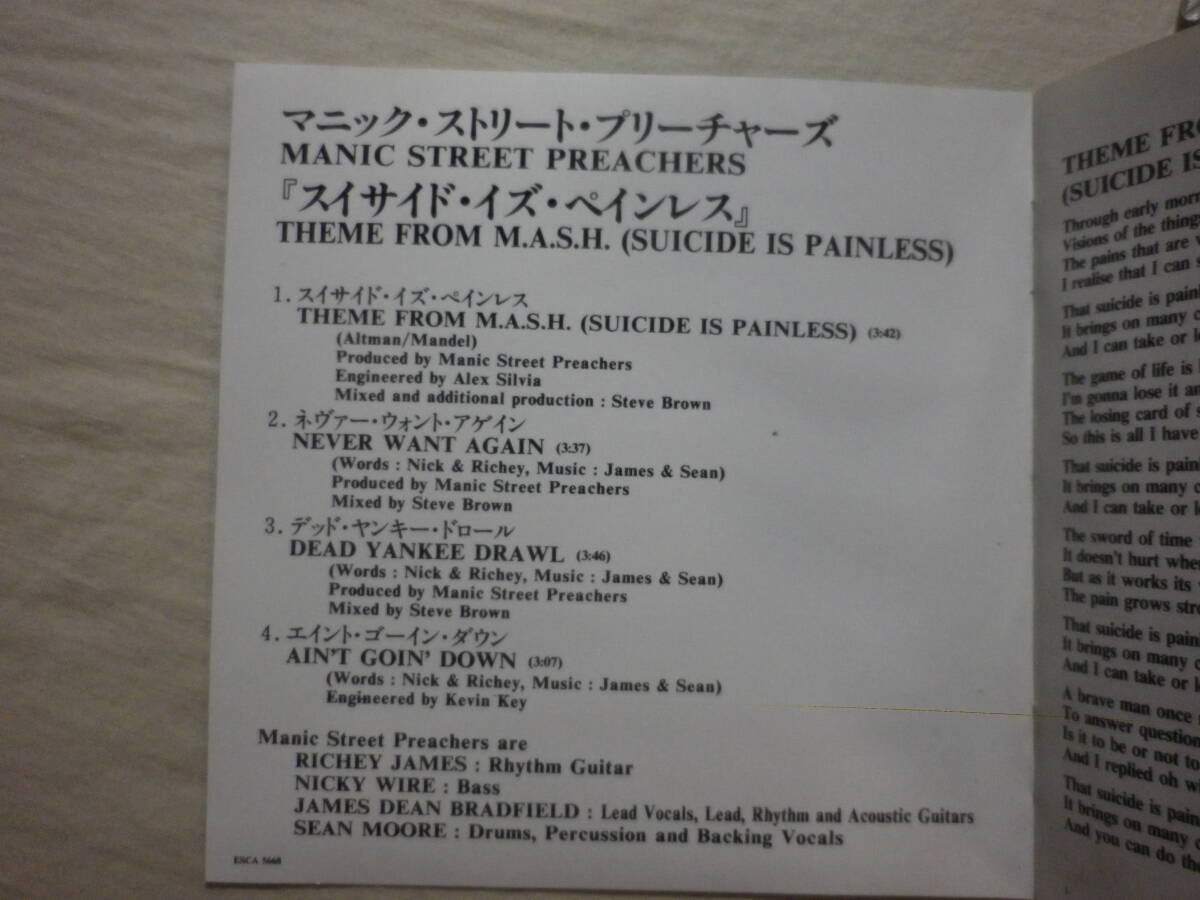 マニック・ストリート・プリーチャーズ
MANIC STREET PREACHERS
『スイサイド・イズ・ペインレス』
THEME FROM M.A.S.H. (SUICIDE IS PAINLESS)
1. スイサイド・イズ・ペインレス
THEME FROM M.A.S.H. (SUICIDE IS PAINLESS) (3:42)
(Altman/Mandel)
Produced by Manic Street Preachers
Engineered by Alex Silvia
Mixed and additional production : Steve Brown
2. ネヴァー・ウォント・アゲイン
NEVER WANT AGAIN (3:37)
(Words : Nick & Richey, Music : James & Sean)
Produced by Manic Street Preachers
Mixed by Steve Brown
3. デッド・ヤンキー・ドロール
DEAD YANKEE DRAWL (3:46)
(Words : Nick & Richey, Music : James & Sean)
Produced by Manic Street Preachers
Mixed by Steve Brown
4. エイント・ゴーイン・ダウン
AIN'T GOIN' DOWN (3:07)
(Words : Nick & Richey, Music : James & Sean)
Engineered by Kevin Key
Manic Street Preachers are
RICHEY JAMES : Rhythm Guitar
NICKY WIRE : Bass
JAMES DEAN BRADFIELD : Lead Vocals, Lead, Rhythm and Acoustic Guitars
SEAN MOORE : Drums, Percussion and Backing Vocals
ESCA 5668
THEME
(SUICIDE
Through early
Visions of the
The pains that are
I realise that I can
That suicide is
It brings on many
And I can take or
The game of life is
I'm gonna lose it
The losing card of
So this is all I have
That suicide is
It brings on many
And I can take or
The sword of time
It doesn't hurt
But as it works its
The pain grows
That suicide is
It brings on many
And I can take or
A brave man once
To answer
Is it to be or not to
And I replied oh
That suicide is
It brings on many
And you can do